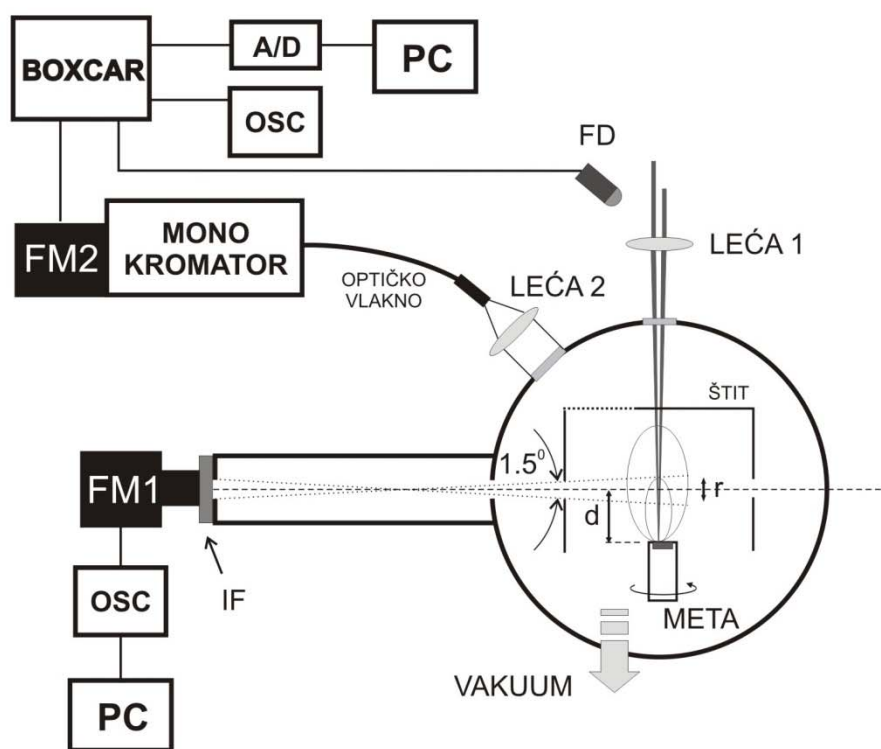 BOXCAR
A/D
PC
OSC
FD
FM2
MONO
KROMATOR
OPTIČKO
VLAKNO
LEĆA 2
LEĆA 1
ŠTIT
FM1
1.5⁰
r
d
OSC
IF
META
PC
VAKUUM